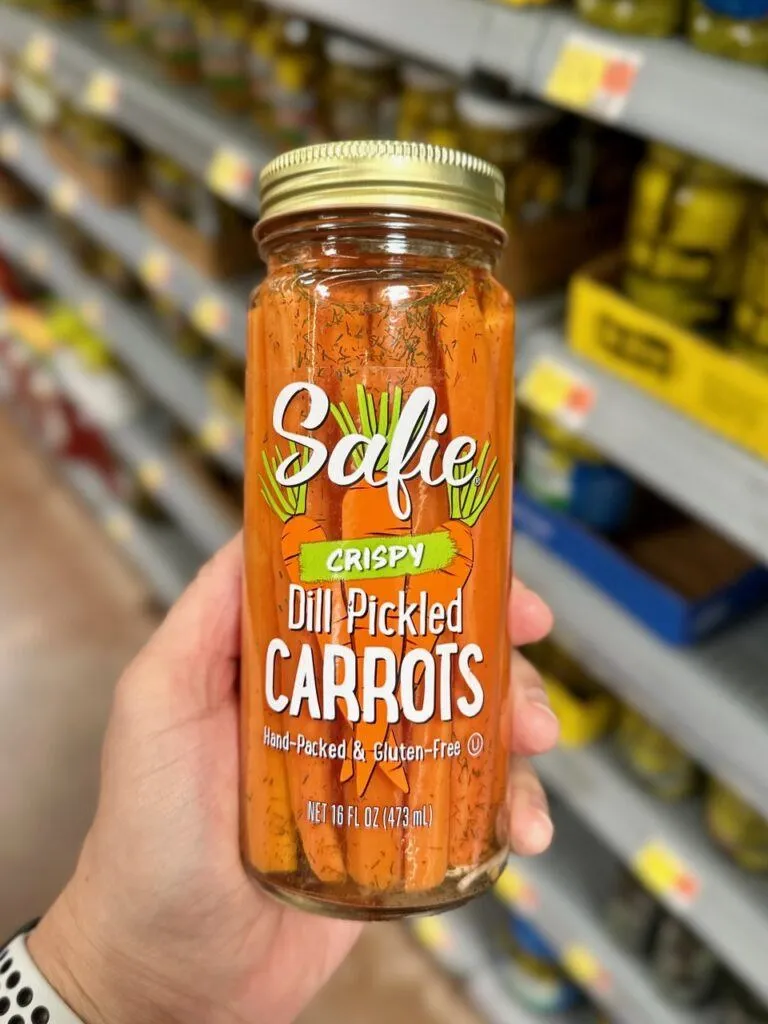 Safie®
CRISPY
Dill Pickled
CARROTS
Hand-Packed & Gluten-Free Ⓤ
NET 16 FL OZ (473 mL)